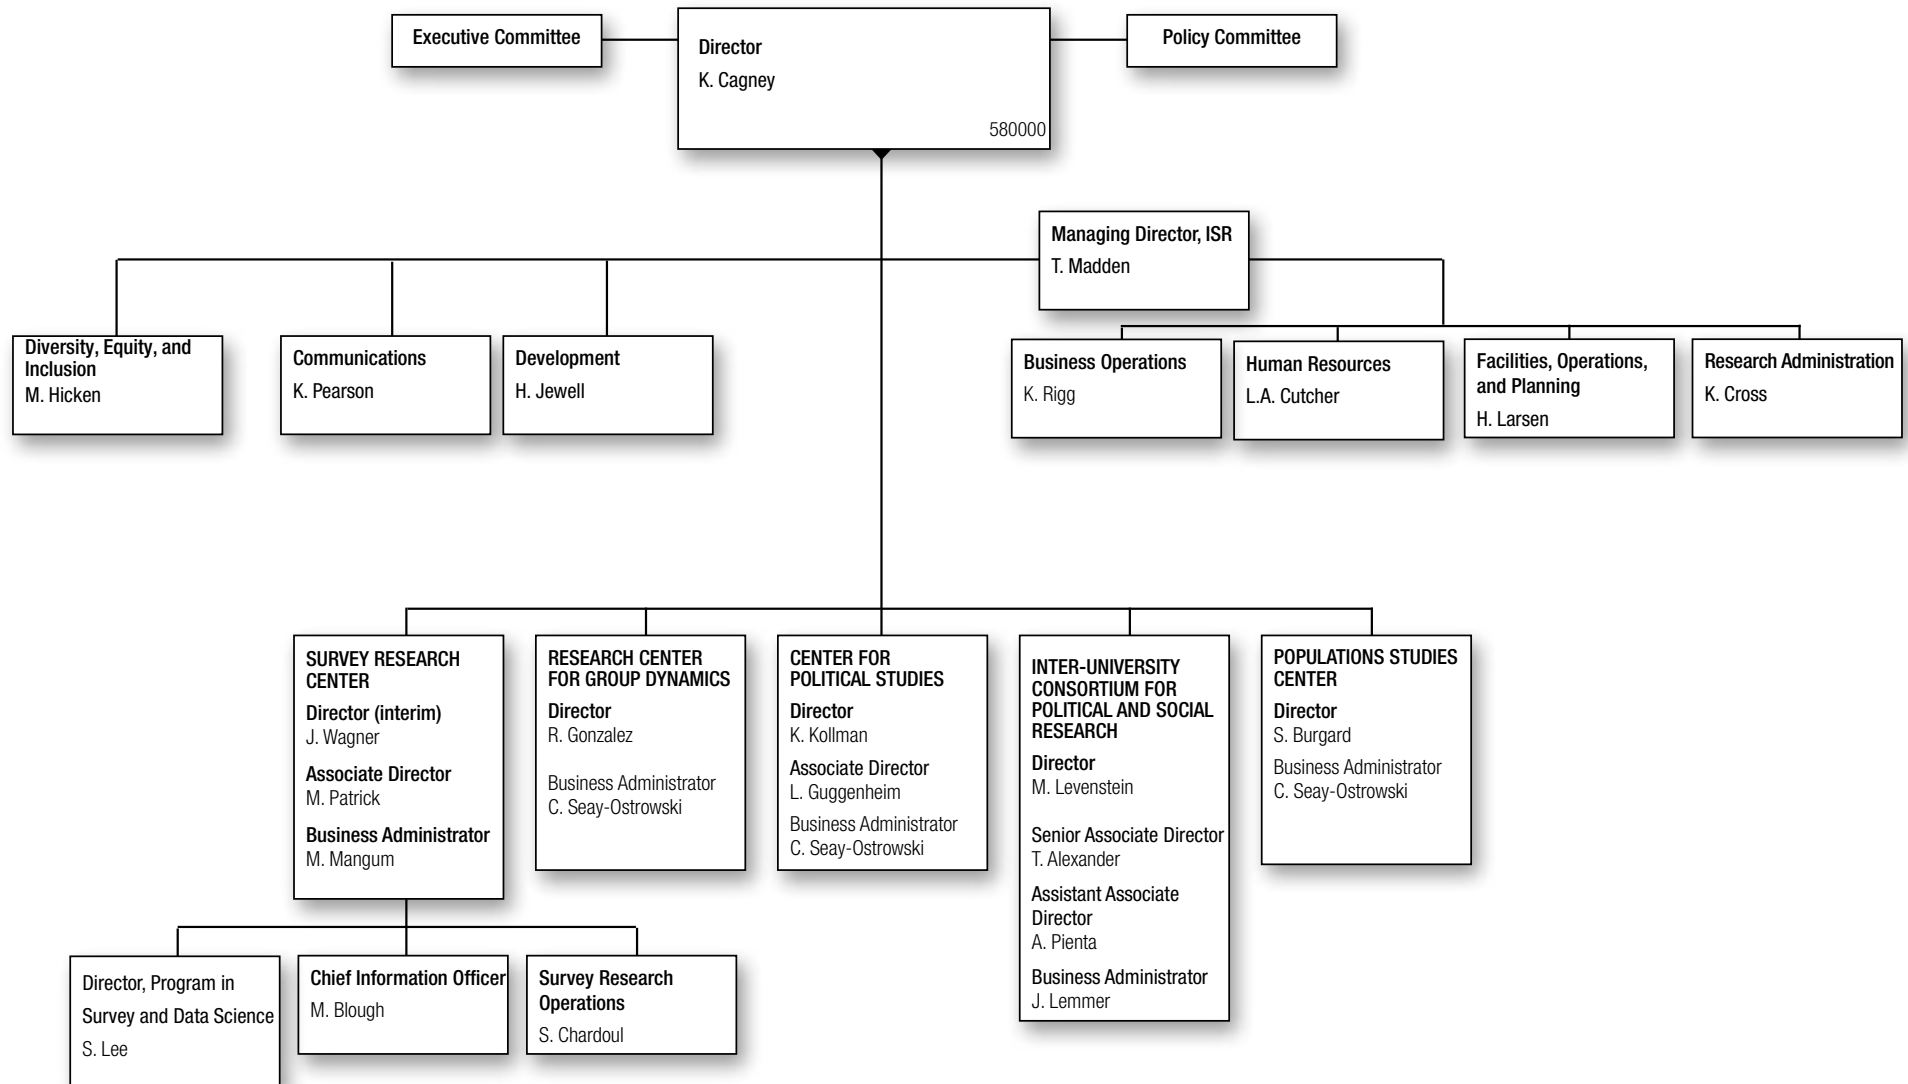 Executive Committee
Director
K. Cagney
580000
Policy Committee
Managing Director, ISR
T. Madden
Diversity, Equity, and
Inclusion
M. Hicken
Communications
K. Pearson
Development
H. Jewell
Business Operations
K. Rigg
Human Resources
L.A. Cutcher
Facilities, Operations,
and Planning
H. Larsen
Research Administration
K. Cross
SURVEY RESEARCH
CENTER
Director (interim)
J. Wagner
Associate Director
M. Patrick
Business Administrator
M. Mangum
RESEARCH CENTER
FOR GROUP DYNAMICS
Director
R. Gonzalez
Business Administrator
C. Seay-Ostrowski
CENTER FOR
POLITICAL STUDIES
Director
K. Kollman
Associate Director
L. Guggenheim
Business Administrator
C. Seay-Ostrowski
INTER-UNIVERSITY
CONSORTIUM FOR
POLITICAL AND SOCIAL
RESEARCH
Director
M. Levenstein
Senior Associate Director
T. Alexander
Assistant Associate
Director
A. Pienta
Business Administrator
J. Lemmer
POPULATIONS STUDIES
CENTER
Director
S. Burgard
Business Administrator
C. Seay-Ostrowski
Director, Program in
Survey and Data Science
S. Lee
Chief Information Officer
M. Blough
Survey Research
Operations
S. Chardoul